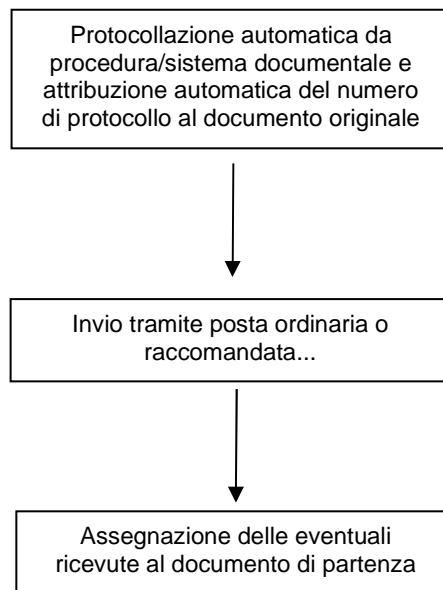 Protocollazione automatica da
procedura/sistema documentale e
attribuzione automatica del numero
di protocollo al documento originale
Invio tramite posta ordinaria o
raccomandata...
Assegnazione delle eventuali
ricevute al documento di partenza